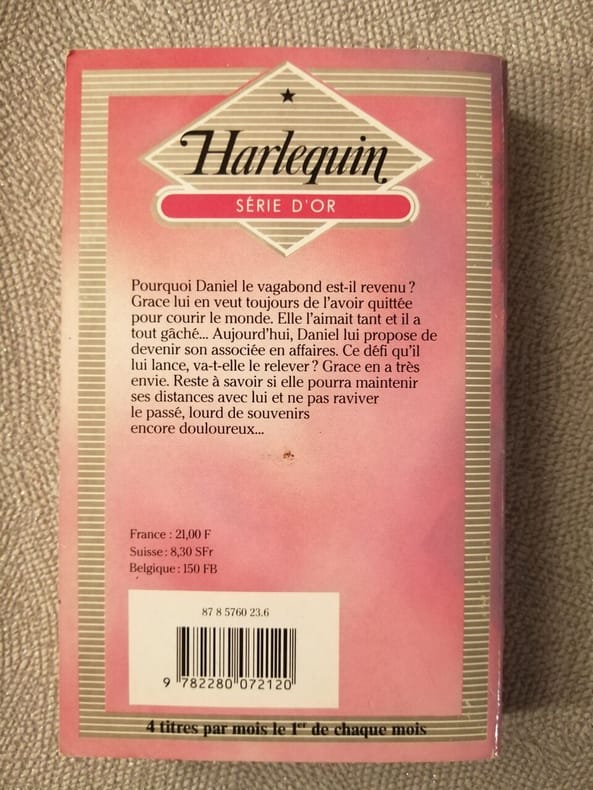 Harlequin
SÉRIE D'OR
Pourquoi Daniel le vagabond est-il revenu ?
Grace lui en veut toujours de l'avoir quittée
pour courir le monde. Elle l'aimait tant et il a
tout gâché... Aujourd'hui, Daniel lui propose de
devenir son associée en affaires. Ce défi qu'il
lui lance, va-t-elle le relever ? Grace en a très
envie. Reste à savoir si elle pourra maintenir
ses distances avec lui et ne pas raviver
le passé, lourd de souvenirs
encore douloureux...
France : 21,00 F
Suisse : 8,30 SFr
Belgique : 150 FB
87 8 5760 23.6
9 782280 072120
4 titres par mois le 1er de chaque mois